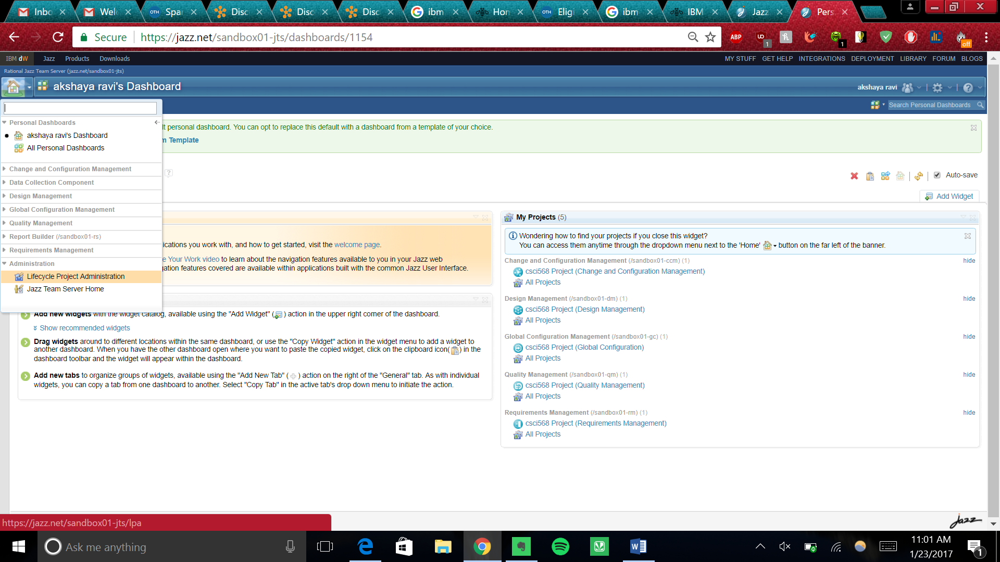 Inbo
Welc
OTH
Spar
Disc
Disc
Disc
ibm
Hon
OTH
Eligi
ibm
IBM
Jazz
Pers
Secure
https://jazz.net/sandbox01-jts/dashboards/1154
ABP
1
1
off
IBM dW
Jazz
Products
Downloads
MY STUFF
GET HELP
INTEGRATIONS
DEPLOYMENT
LIBRARY
FORUM
BLOGS
Rational Jazz Team Server (jazz.net/sandbox01-jts)
akshaya ravi's Dashboard
akshaya ravi
Search Personal Dashboards
Personal Dashboards
akshaya ravi's Dashboard
All Personal Dashboards
Change and Configuration Management
Data Collection Component
Design Management
Global Configuration Management
Quality Management
Report Builder (/sandbox01-rs)
Requirements Management
Administration
Lifecycle Project Administration
Jazz Team Server Home
lt personal dashboard. You can opt to replace this default with a dashboard from a template of your choice.
m Template
Auto-save
Add Widget
ications you work with, and how to get started, visit the welcome page.
e Your Work video to learn about the navigation features available to you in your Jazz web
gation features covered are available within applications built with the common Jazz User Interface.
Add new widgets with the widget catalog, available using the "Add Widget" ( ) action in the upper right corner of the dashboard.
Show recommended widgets
Drag widgets around to different locations within the same dashboard, or use the "Copy Widget" action in the widget menu to add a widget to
another dashboard. When you have the other dashboard open where you want to paste the copied widget, click on the clipboard icon( ) in the
dashboard toolbar and the widget will appear within the dashboard.
Add new tabs to organize groups of widgets, available using the "Add New Tab" ( ) action on the right of the "General" tab. As with individual
widgets, you can copy a tab from one dashboard to another. Select "Copy Tab" in the active tab's drop down menu to initiate the action.
My Projects (5)
Wondering how to find your projects if you close this widget?
You can access them anytime through the dropdown menu next to the 'Home' button on the far left of the banner.
Change and Configuration Management (/sandbox01-ccm) (1)
hide
csci568 Project (Change and Configuration Management)
All Projects
Design Management (/sandbox01-dm) (1)
hide
csci568 Project (Design Management)
All Projects
Global Configuration Management (/sandbox01-gc) (1)
hide
csci568 Project (Global Configuration)
All Projects
Quality Management (/sandbox01-qm) (1)
hide
csci568 Project (Quality Management)
All Projects
Requirements Management (/sandbox01-rm) (1)
hide
csci568 Project (Requirements Management)
All Projects
https://jazz.net/sandbox01-jts/lpa
jazz
Ask me anything
11:01 AM
1/23/2017
1